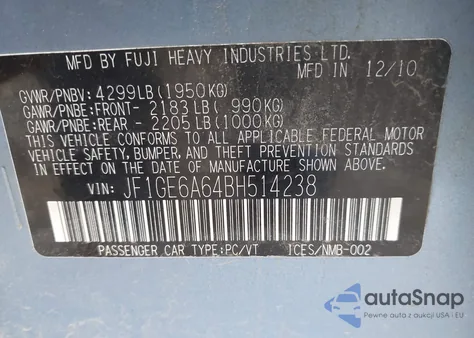 MFD BY FUJI HEAVY INDUSTRIES LTD.
MFD IN JAPAN 12/10
GVWR/PNBV: 4299LB (1950KG)
GAWR/PNBE:FRONT- 2183 LB ( 990KG)
GAWR/PNBE:REAR - 2205 LB (1000KG)
THIS VEHICLE CONFORMS TO ALL APPLICABLE FEDERAL MOTOR
VEHICLE SAFETY, BUMPER, AND THEFT PREVENTION STANDARDS
IN EFFECT ON THE DATE OF MANUFACTURE SHOWN ABOVE.
VIN: JF1GE6A64BH514238
PASSENGER CAR TYPE:PC/VT ICES/NMB-002
autoSnap
Pewne auta z aukcji USA i EU